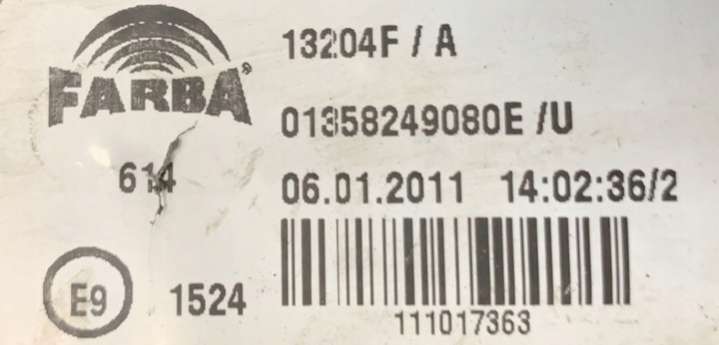 FARBA®
614
E9 1524
13204F / A
01358249080E /U
06.01.2011 14:02:36/2
111017363